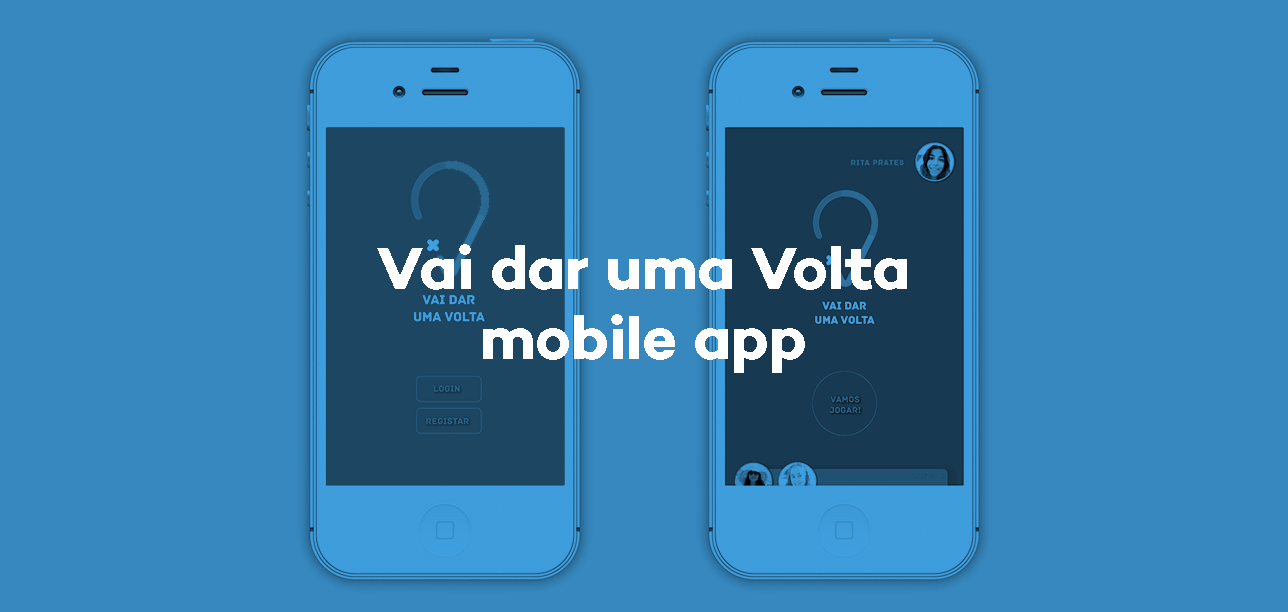 Vai dar uma Volta
mobile app
VAI DAR
UMA VOLTA
LOGIN
REGISTAR
RITA PRATES
VAI DAR
UMA VOLTA
VAMOS
JOGAR!